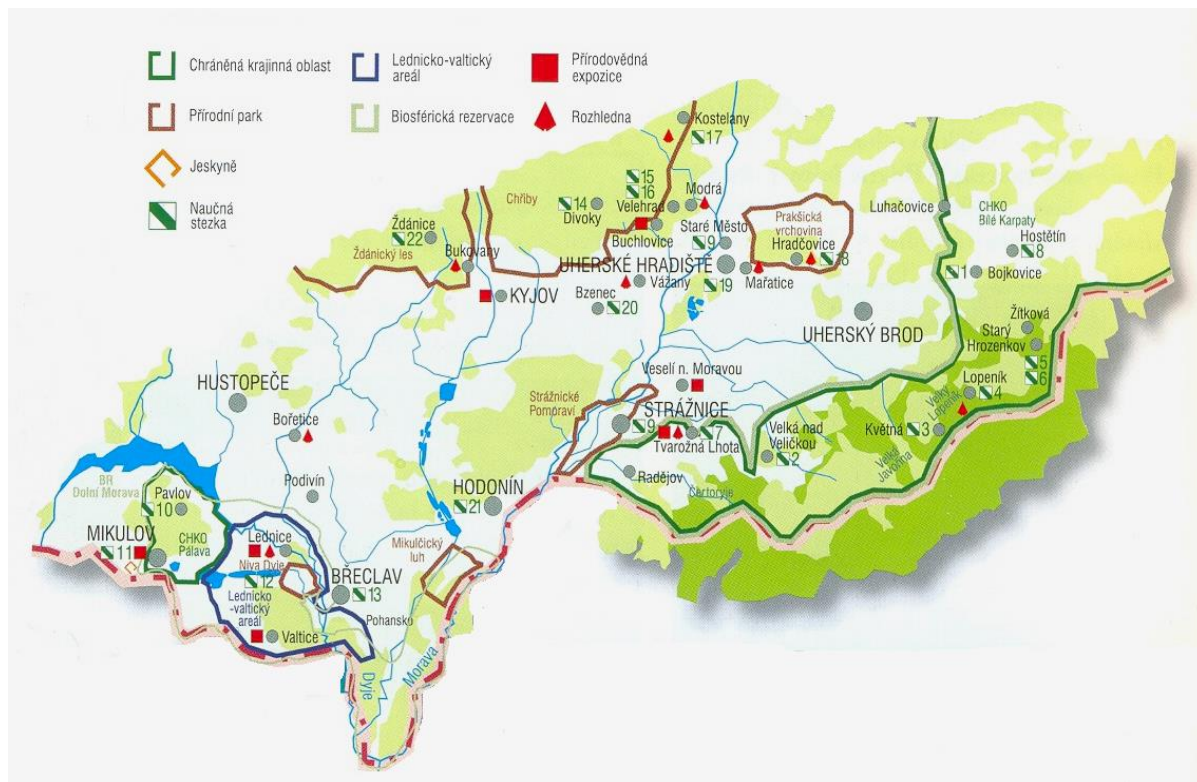 Chráněná krajinná oblast
Lednicko-valtický
areál
Přírodovědná
expozice
Přírodní park
Biosférická rezervace
Rozhledna
Jeskyně
Naučná
stezka
Kostelany
17
15
16
Chřiby
14
Divoky
Velehrad
Modrá
Luhačovice
CHKO
Bílé Karpaty
Ždánice
22
Ždánický les
Buchlovice
Staré Město
9
Prakšická
vrchovina
Hradčovice
18
Hostětín
8
Bukovany
UHERSKÉ HRADIŠTĚ
Mařatice
1
Bojkovice
KYJOV
Bzenec
20
Vážany
19
UHERSKÝ BROD
Žítková
Starý
Hrozenkov
5
6
HUSTOPEČE
Veselí n. Moravou
Lopeník
4
Velký
Lopeník
Strážnické
Pomoraví
STRÁŽNICE
9
7
Tvarožná Lhota
Velká nad
Veličkou
2
Květná
3
Bořetice
Velká
Javořina
Radějov
Čertoryje
BR
Dolní Morava
Pavlov
10
Podivín
HODONÍN
21
MIKULOV
11
CHKO
Pálava
Lednice
Niva Dyje
12
Mikulčický
luh
Lednicko
-valtický
areál
BŘECLAV
13
Pohansko
Valtice
Dyje
Morava